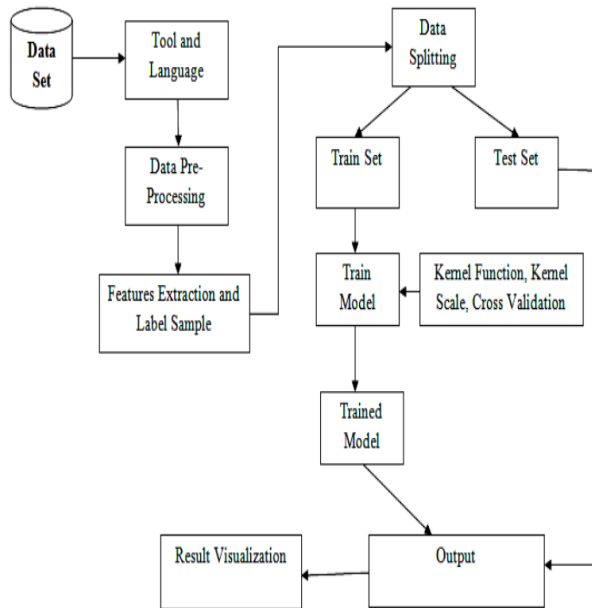 Data
Set
Tool and
Language
Data Pre-
Processing
Features Extraction and
Label Sample
Data
Splitting
Train Set
Test Set
Train
Model
Kernel Function, Kernel
Scale, Cross Validation
Trained
Model
Output
Result Visualization